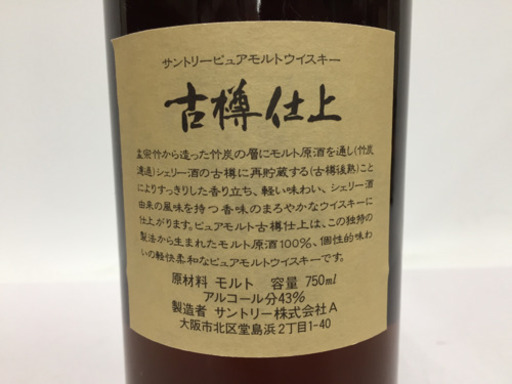 サントリーピュアモルトウイスキー
古樽仕上
孟宗竹から造った竹炭の層にモルト原酒を通し(竹炭
濾過)シェリー酒の古樽に再貯蔵する(古樽後熟)こと
によりすっきりした香り立ち、軽い味わい、シェリー酒
由来の風味を持つ香味のまろやかなウイスキーに
仕上がります。ピュアモルト古樽仕上は、この独特の
製法から生まれたモルト原酒100%、個性的味わ
いの軽快柔和なピュアモルトウイスキーです。
原材料 モルト 容量 750ml
アルコール分43%
製造者 サントリー株式会社A
大阪市北区堂島浜2丁目1-40